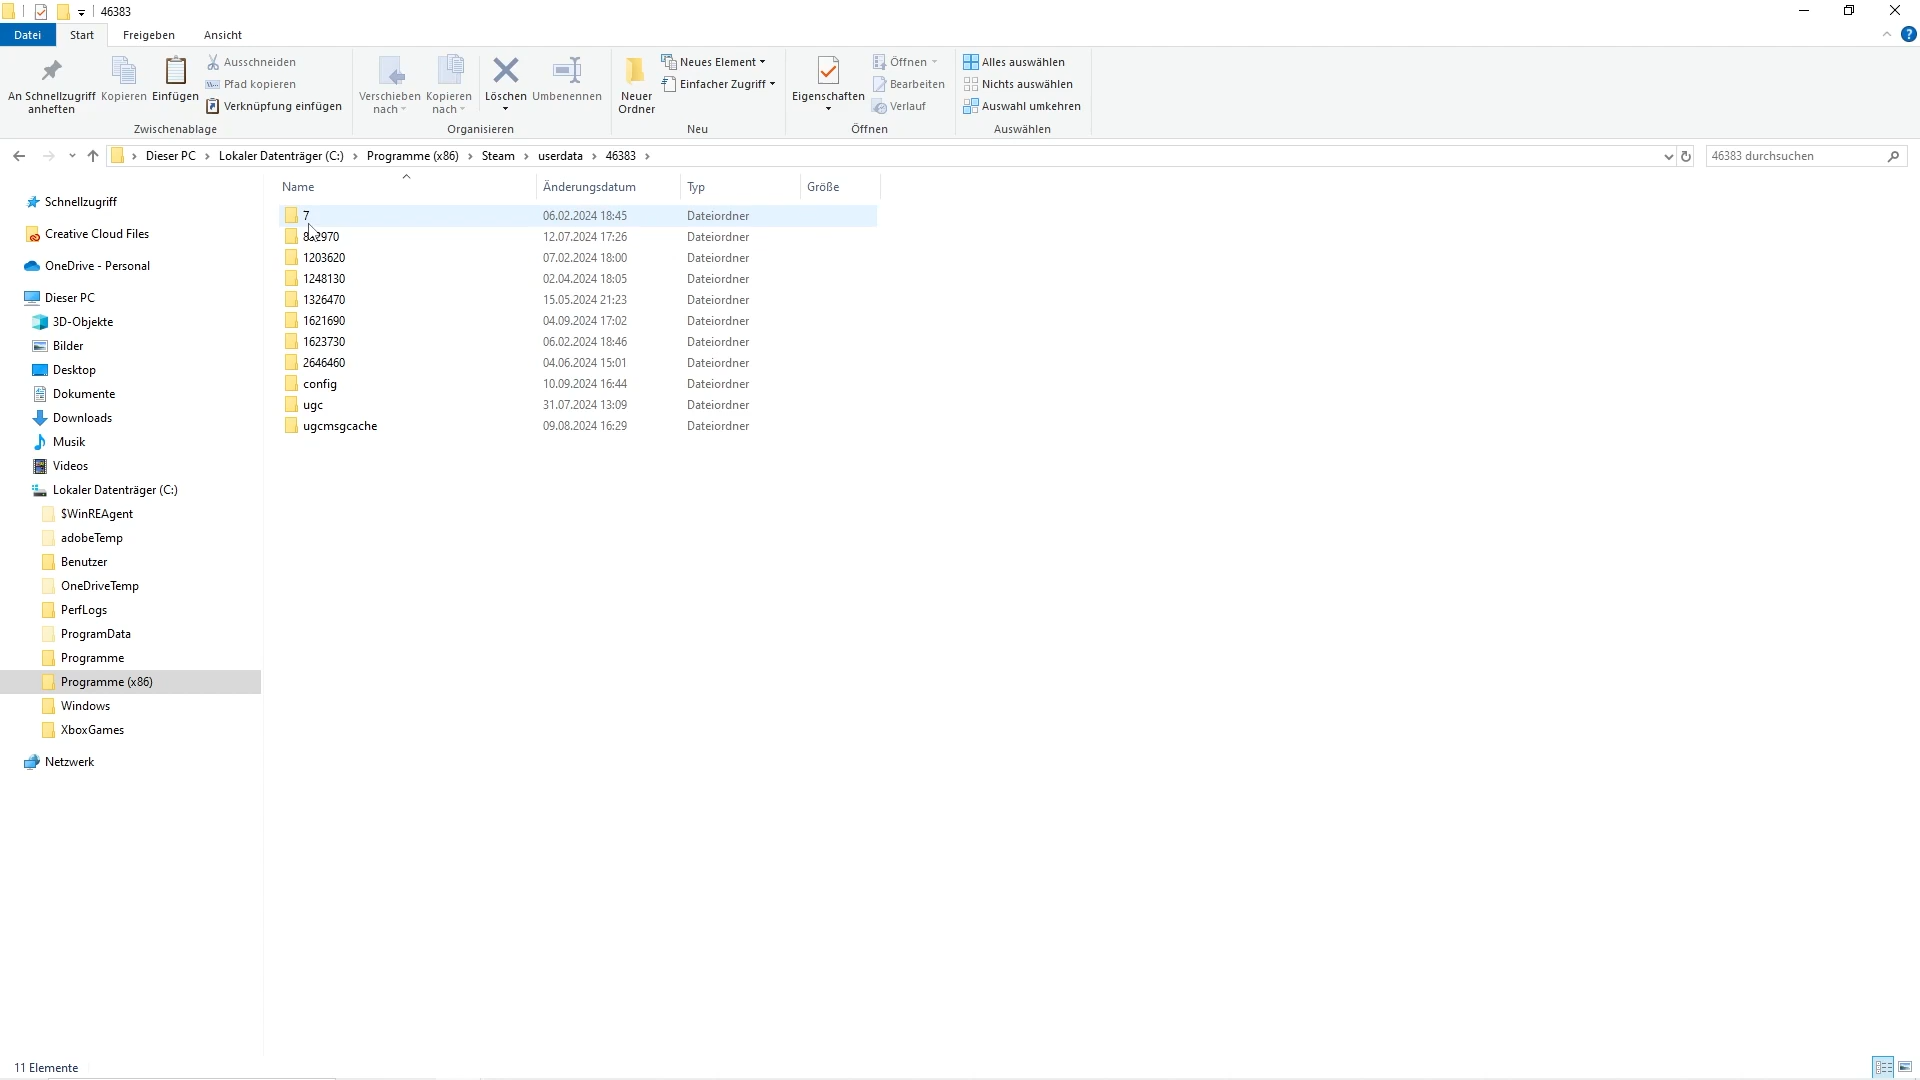 46383
Datei Start Freigeben Ansicht
An Schnellzugriff anheften
Kopieren
Einfügen
Ausschneiden
Pfad kopieren
Verknüpfung einfügen
Zwischenablage
Verschieben nach
Kopieren nach
Löschen
Umbenennen
Organisieren
Neuer Ordner
Neues Element
Einfacher Zugriff
Neu
Eigenschaften
Öffnen
Bearbeiten
Verlauf
Öffnen
Alles auswählen
Nichts auswählen
Auswahl umkehren
Auswählen
Dieser PC > Lokaler Datenträger (C:) > Programme (x86) > Steam > userdata > 46383 >
46383 durchsuchen
Schnellzugriff
Creative Cloud Files
OneDrive - Personal
Dieser PC
3D-Objekte
Bilder
Desktop
Dokumente
Downloads
Musik
Videos
Lokaler Datenträger (C:)
$WinREAgent
adobeTemp
Benutzer
OneDriveTemp
PerfLogs
ProgramData
Programme
Programme (x86)
Windows
XboxGames
Netzwerk
Name Änderungsdatum Typ Größe
7 06.02.2024 18:45 Dateiordner
12.07.2024 17:26 Dateiordner
1203620 07.02.2024 18:00 Dateiordner
1248130 02.04.2024 18:05 Dateiordner
1326470 15.05.2024 21:23 Dateiordner
1621690 04.09.2024 17:02 Dateiordner
1623730 06.02.2024 18:46 Dateiordner
2646460 04.06.2024 15:01 Dateiordner
config 10.09.2024 16:44 Dateiordner
ugc 31.07.2024 13:09 Dateiordner
ugcmsgcache 09.08.2024 16:29 Dateiordner
11 Elemente